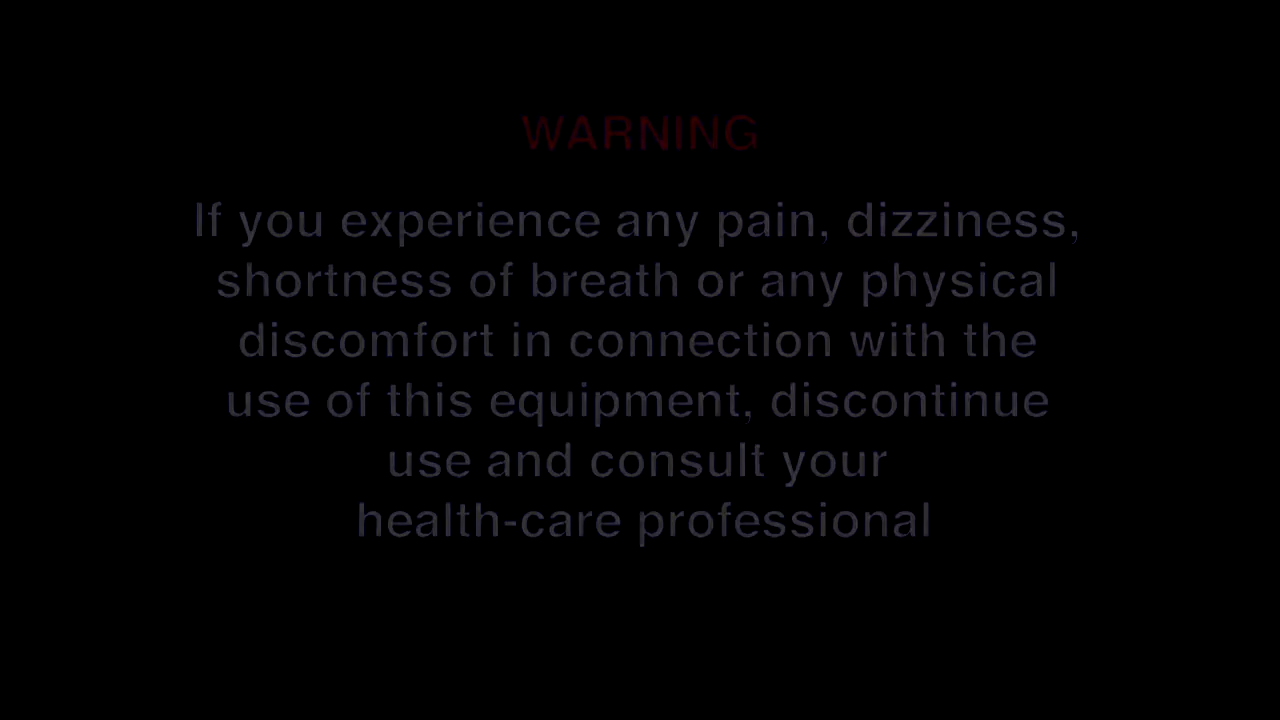 WARNING
If you experience any pain, dizziness,
shortness of breath or any physical
discomfort in connection with the
use of this equipment, discontinue
use and consult your
health-care professional